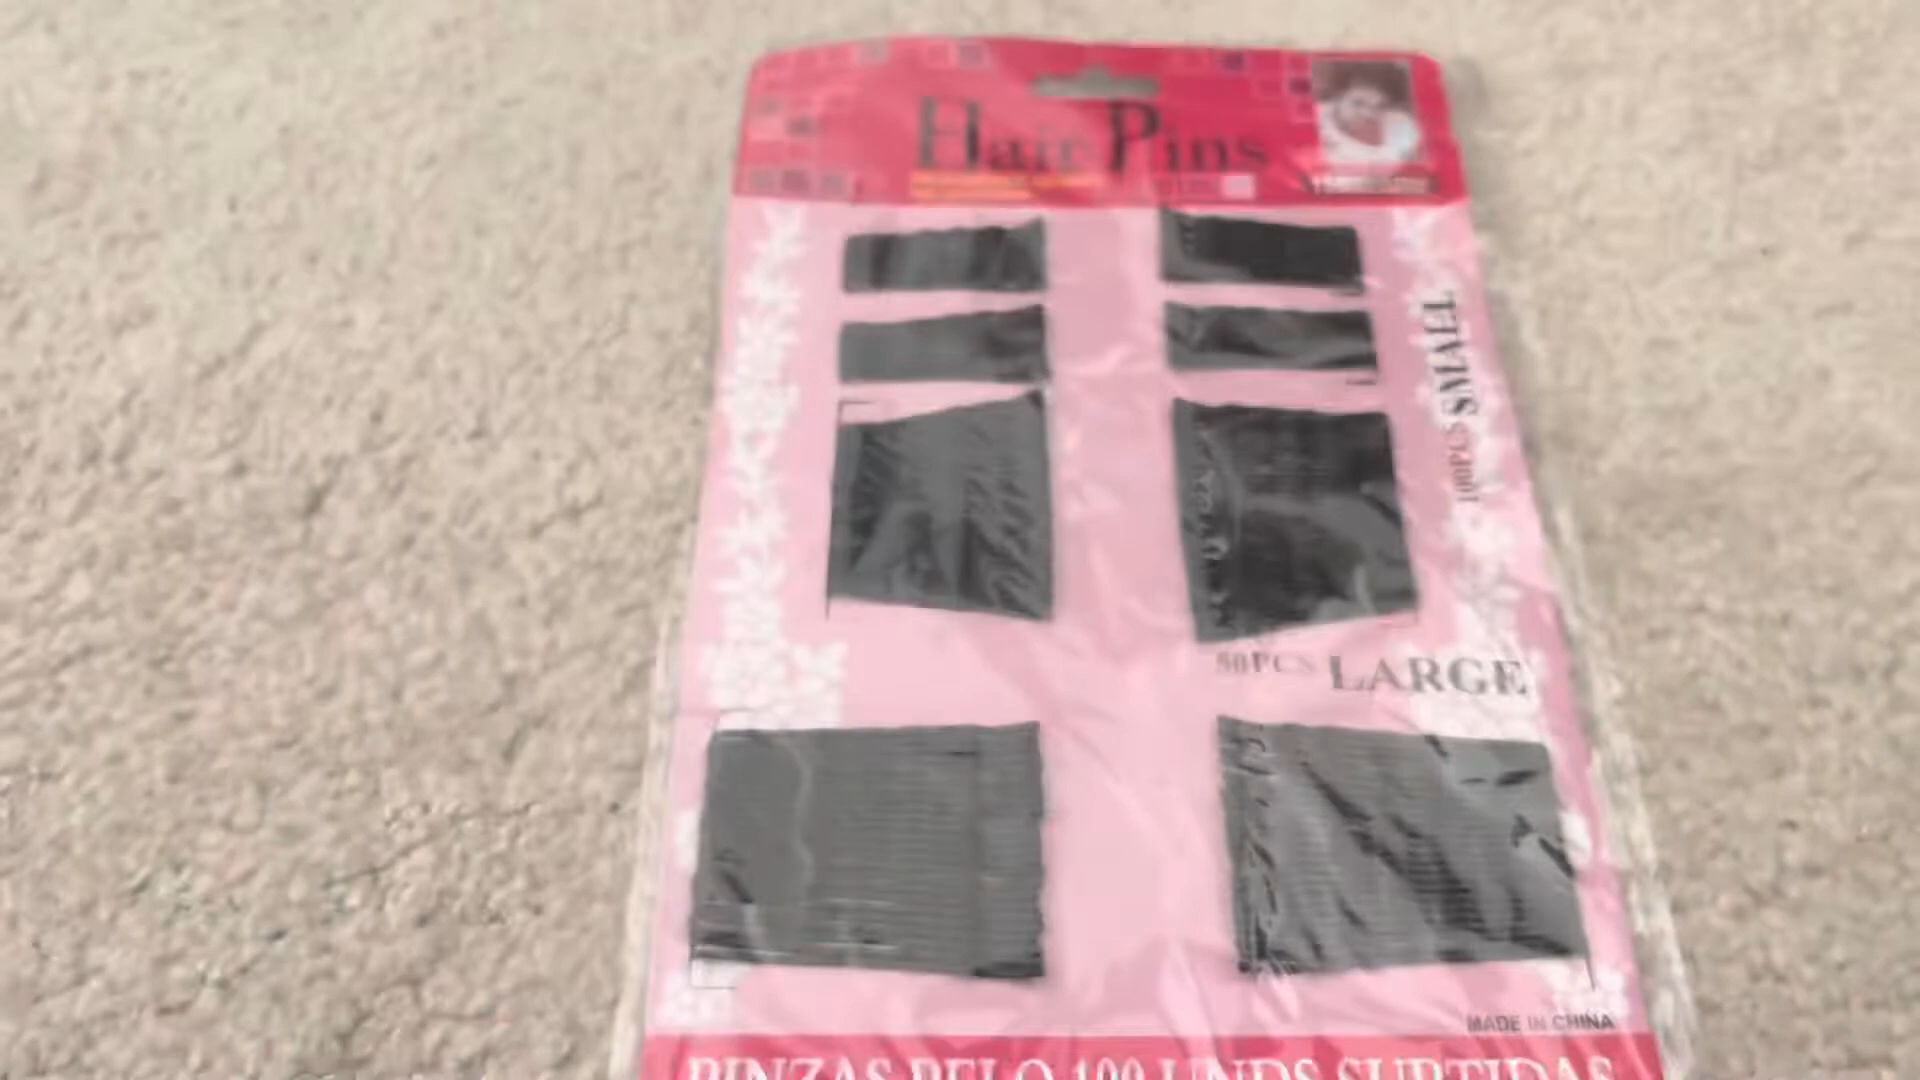 Hair Pins
100PCS SMALL
50PCS LARGE
MADE IN CHINA
PINZAS PELO 100 UNDS SURTIDAS